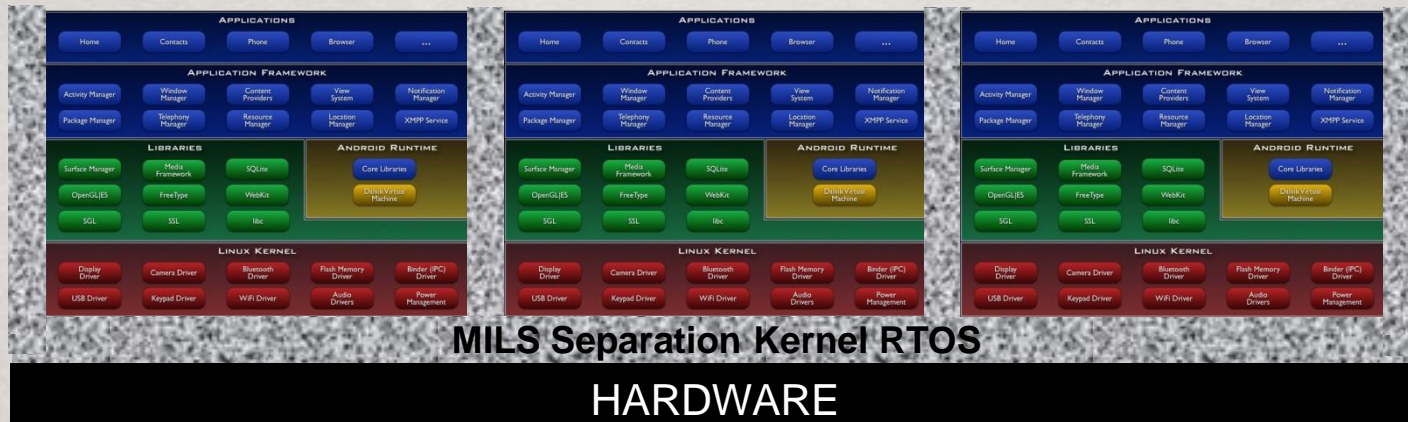 APPLICATIONS
Home Contacts Phone Browser ...
APPLICATION FRAMEWORK
Activity Manager Window Manager Content Providers View System Notification Manager
Package Manager Telephony Manager Resource Manager Location Manager XMPP Service
LIBRARIES ANDROID RUNTIME
Surface Manager Media Framework SQLite Core Libraries
OpenGL|ES FreeType WebKit Dalvik Virtual Machine
SGL SSL libc
LINUX KERNEL
Display Driver Camera Driver Bluetooth Driver Flash Memory Driver Binder (IPC) Driver
USB Driver Keypad Driver WiFi Driver Audio Drivers Power Management
APPLICATIONS
Home Contacts Phone Browser ...
APPLICATION FRAMEWORK
Activity Manager Window Manager Content Providers View System Notification Manager
Package Manager Telephony Manager Resource Manager Location Manager XMPP Service
LIBRARIES ANDROID RUNTIME
Surface Manager Media Framework SQLite Core Libraries
OpenGL|ES FreeType WebKit Dalvik Virtual Machine
SGL SSL libc
LINUX KERNEL
Display Driver Camera Driver Bluetooth Driver Flash Memory Driver Binder (IPC) Driver
USB Driver Keypad Driver WiFi Driver Audio Drivers Power Management
APPLICATIONS
Home Contacts Phone Browser ...
APPLICATION FRAMEWORK
Activity Manager Window Manager Content Providers View System Notification Manager
Package Manager Telephony Manager Resource Manager Location Manager XMPP Service
LIBRARIES ANDROID RUNTIME
Surface Manager Media Framework SQLite Core Libraries
OpenGL|ES FreeType WebKit Dalvik Virtual Machine
SGL SSL libc
LINUX KERNEL
Display Driver Camera Driver Bluetooth Driver Flash Memory Driver Binder (IPC) Driver
USB Driver Keypad Driver WiFi Driver Audio Drivers Power Management
MILS Separation Kernel RTOS
HARDWARE